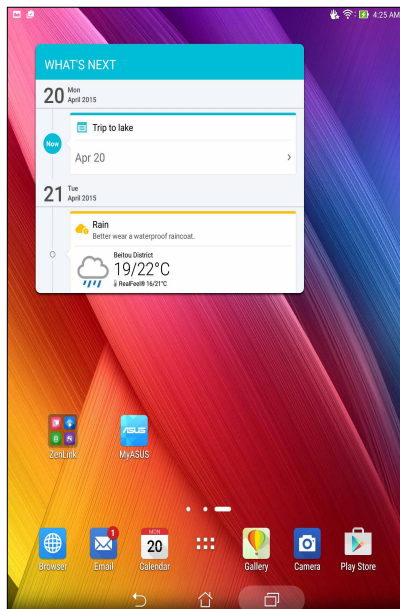 4:25 AM
WHAT'S NEXT
20 Mon
April 2015
Trip to lake
Now
Apr 20
21 Tue
April 2015
Rain
Better wear a waterproof raincoat.
Beitou District
19/22°C
RealFeel® 16/21°C
/ISUS
ZenLink
MyASUS
1
MON
20
Browser
Email
Calendar
Gallery
Camera
Play Store